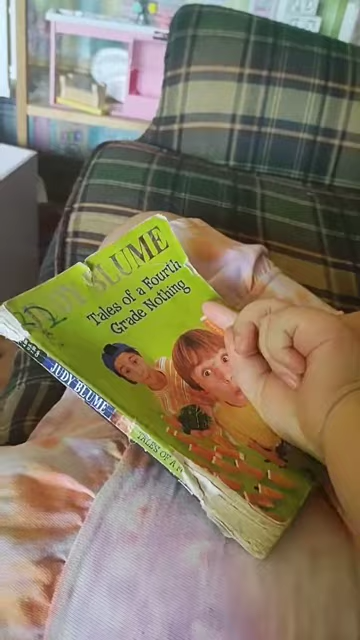 JUDY BLUME
Tales of a Fourth
Grade Nothing
JUDY BLUME
TALES OF A